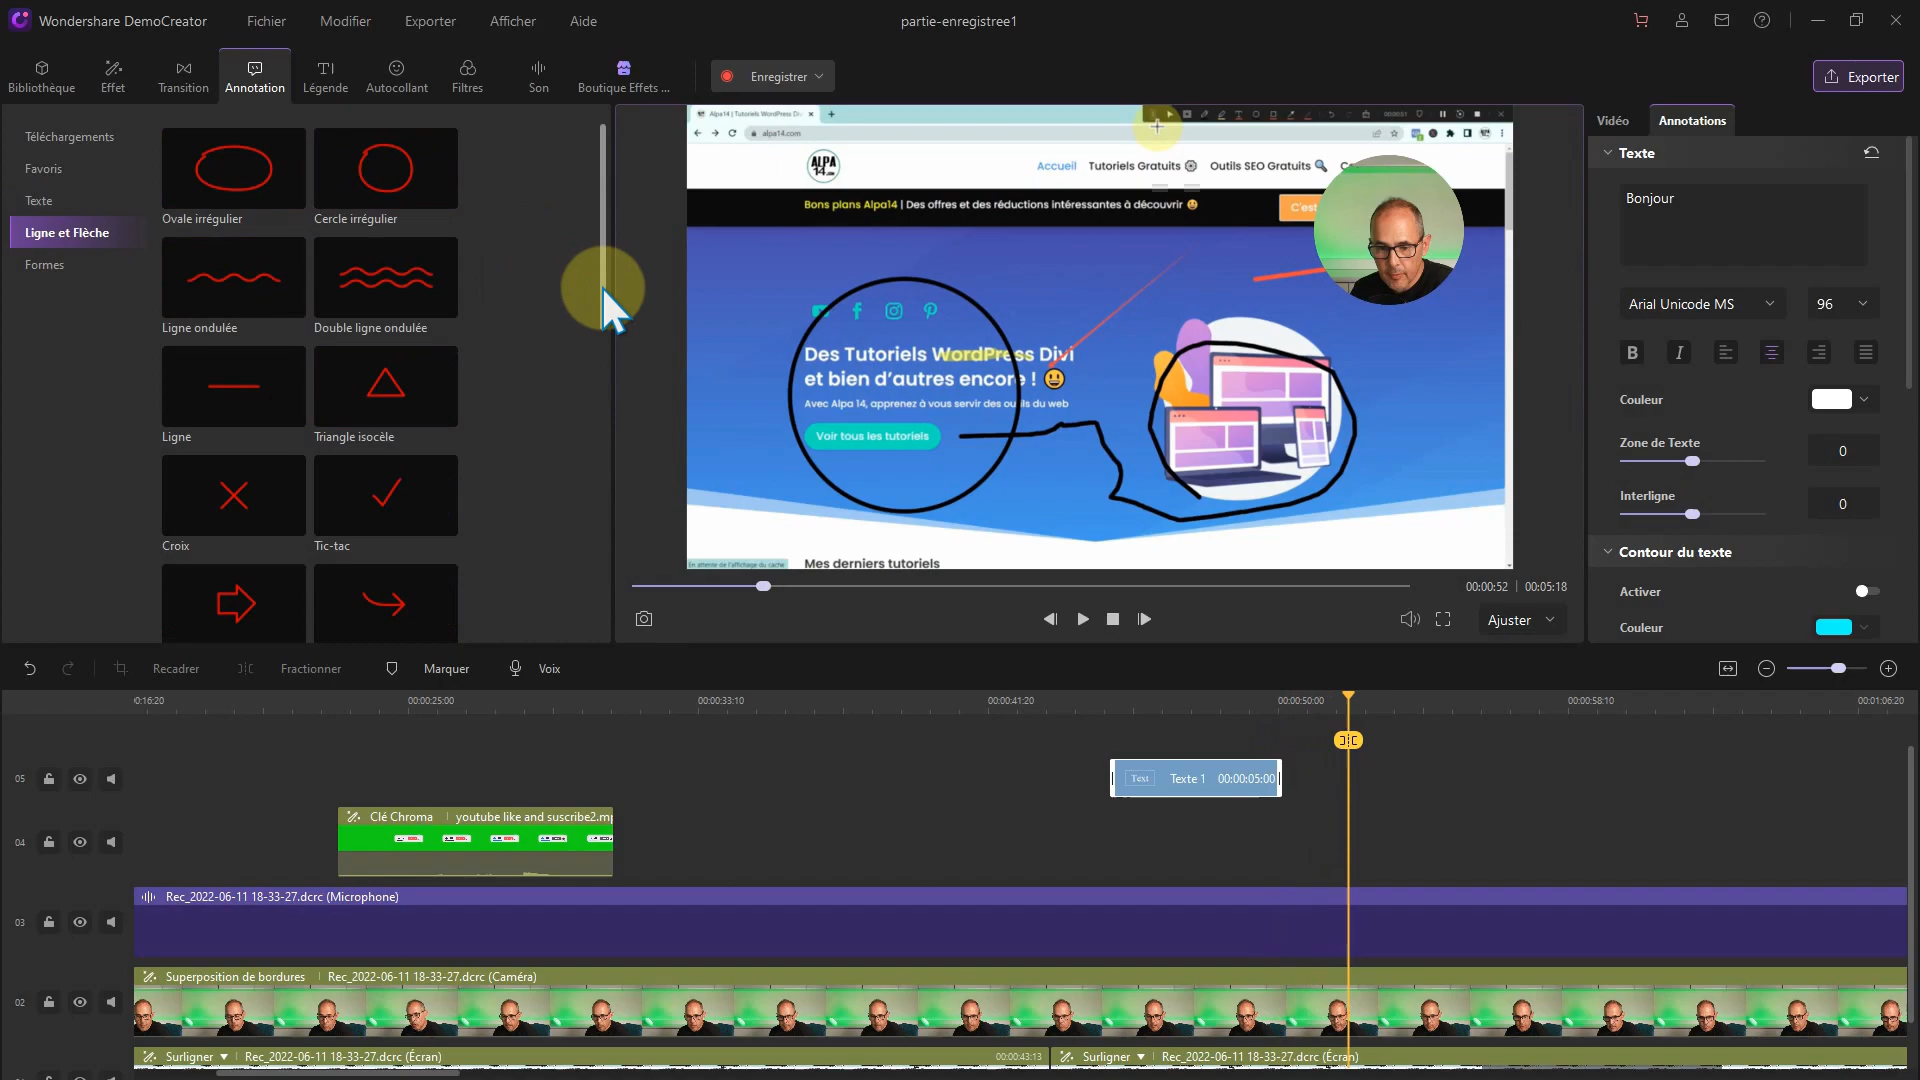 Wondershare DemoCreator
Fichier
Modifier
Exporter
Afficher
Aide
partie-enregistree1
Bibliothèque
Effet
Transition
Annotation
Légende
Autocollant
Filtres
Son
Boutique Effets ...
Enregistrer
Exporter
Téléchargements
Favoris
Texte
Ligne et Flèche
Formes
Ovale irrégulier
Cercle irrégulier
Ligne ondulée
Double ligne ondulée
Ligne
Triangle isocèle
Croix
Tic-tac
Alpa14 | Tutoriels WordPress Div
alpa14.com
ALPA
14.com
Accueil
Tutoriels Gratuits
Outils SEO Gratuits
Bons plans Alpa14 | Des offres et des réductions intéressantes à découvrir
C'est
Des Tutoriels WordPress Divi
et bien d'autres encore !
Avec Alpa 14, apprenez à vous servir des outils du web
Voir tous les tutoriels
En attente de l'affichage du cache
Mes derniers tutoriels
00:00:52 | 00:05:18
Ajuster
Vidéo
Annotations
Texte
Bonjour
Arial Unicode MS
96
B
I
Couleur
Zone de Texte
0
Interligne
0
Contour du texte
Activer
Couleur
Recadrer
Fractionner
Marquer
Voix
0:16:20
00:00:25:00
00:00:33:10
00:00:41:20
00:00:50:00
00:00:58:10
00:01:06:20
05
Text
Texte 1
00:00:05:00
04
Clé Chroma
youtube like and suscribe2.mp
03
Rec_2022-06-11 18-33-27.dcrc (Microphone)
02
Superposition de bordures
Rec_2022-06-11 18-33-27.dcrc (Caméra)
Surligner
Rec_2022-06-11 18-33-27.dcrc (Écran)
00:00:43:13
Surligner
Rec_2022-06-11 18-33-27.dcrc (Écran)